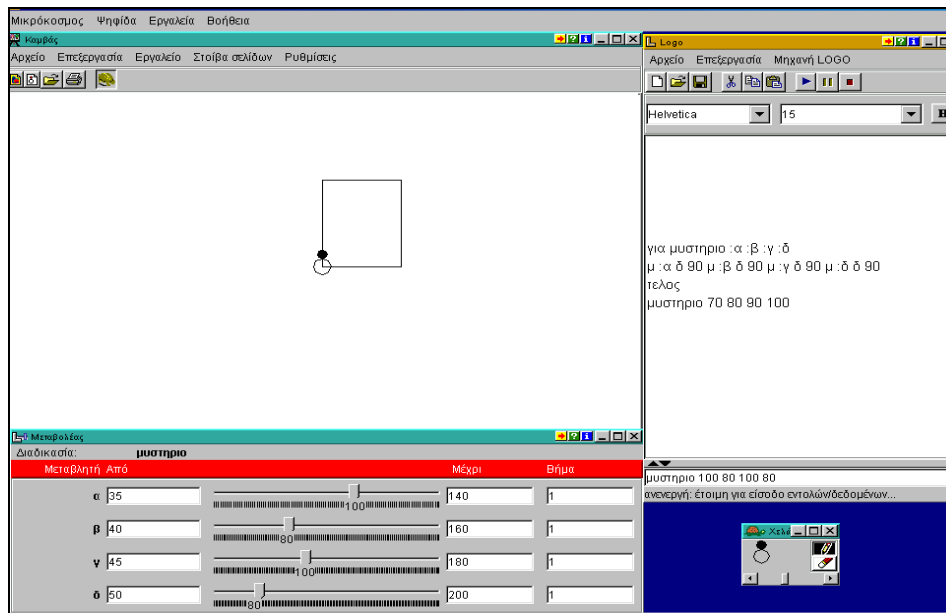 Μικρόκοσμος Ψηφίδα Εργαλεία Βοήθεια
Καμβάς
Αρχείο Επεξεργασία Εργαλείο Στοίβα σελίδων Ρυθμίσεις
Logo
Αρχείο Επεξεργασία Μηχανή LOGO
Helvetica 15 B
για μυστηριο :α :β :γ :δ
μ :α δ 90 μ :β δ 90 μ :γ δ 90 μ :δ δ 90
τελος
μυστηριο 70 80 90 100
μυστηριο 100 80 100 80
ανενεργή: έτοιμη για είσοδο εντολών/δεδομένων...
Μεταβολέας
Διαδικασία: μυστηριο
Μεταβλητή Από Μέχρι Βήμα
α 35 100 140 1
β 40 80 160 1
γ 45 100 180 1
δ 50 80 200 1